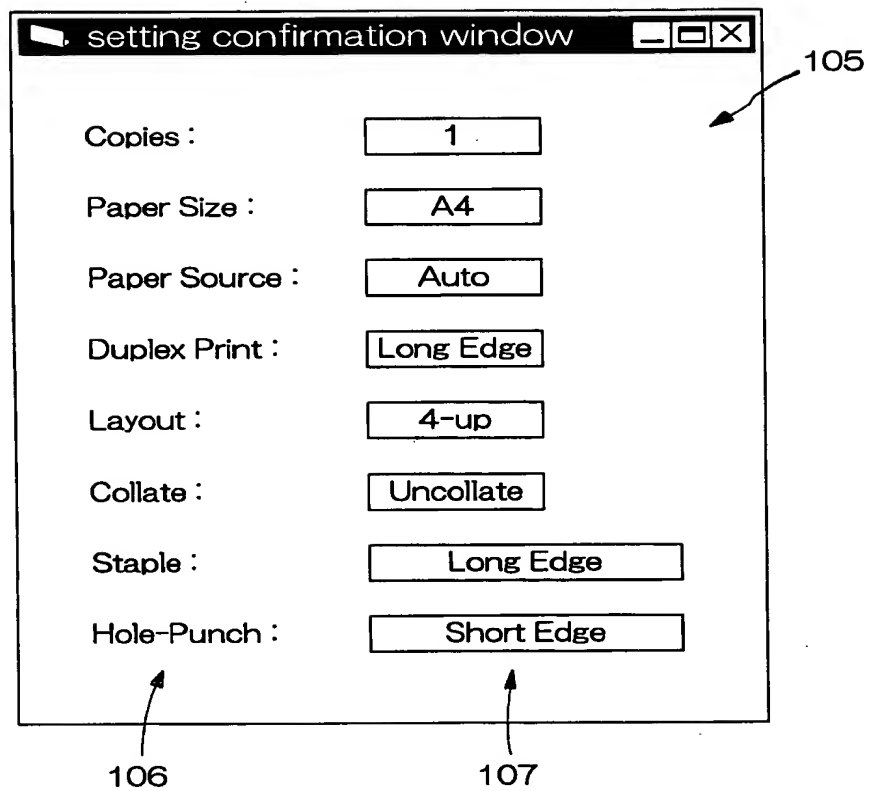 setting confirmation window
105
Copies : 1
Paper Size : A4
Paper Source : Auto
Duplex Print : Long Edge
Layout : 4-up
Collate : Uncollate
Staple : Long Edge
Hole-Punch : Short Edge
106 107